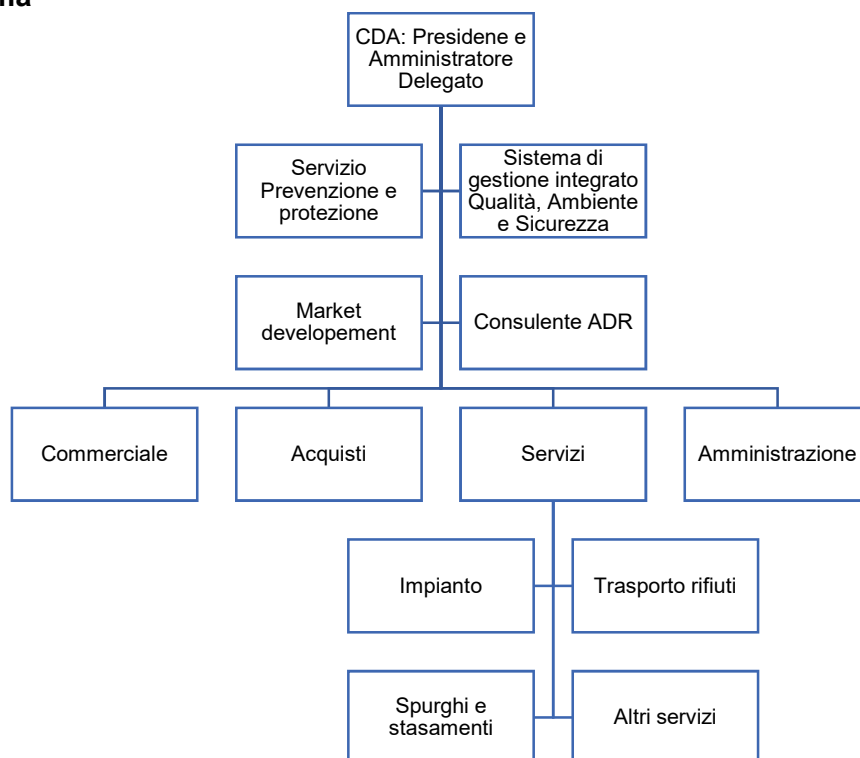 CDA: Presidene e
Amministratore
Delegato
Servizio
Prevenzione e
protezione
Sistema di
gestione integrato
Qualità, Ambiente
e Sicurezza
Market
developement
Consulente ADR
Commerciale
Acquisti
Servizi
Amministrazione
Impianto
Trasporto rifiuti
Spurghi e
stasamenti
Altri servizi